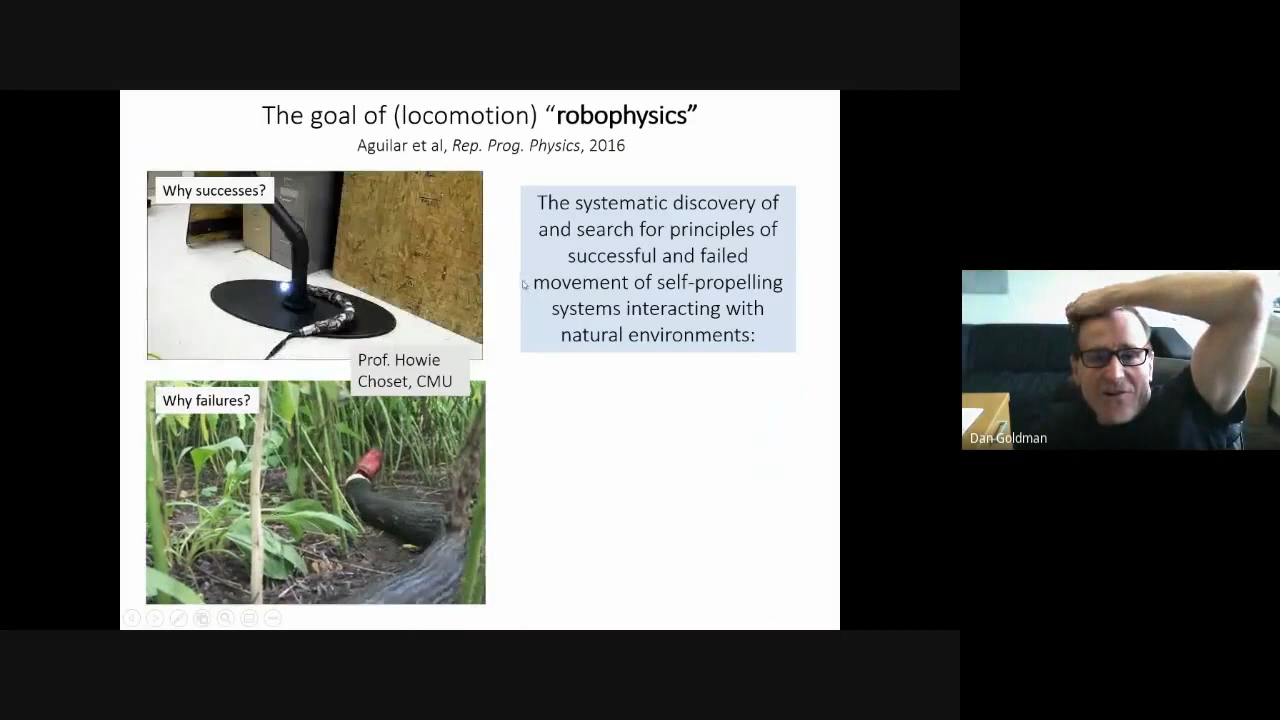 The goal of (locomotion) “robophysics”
Aguilar et al, Rep. Prog. Physics, 2016
Why successes?
Prof. Howie
Choset, CMU
Why failures?
The systematic discovery of
and search for principles of
successful and failed
movement of self-propelling
systems interacting with
natural environments:
Dan Goldman